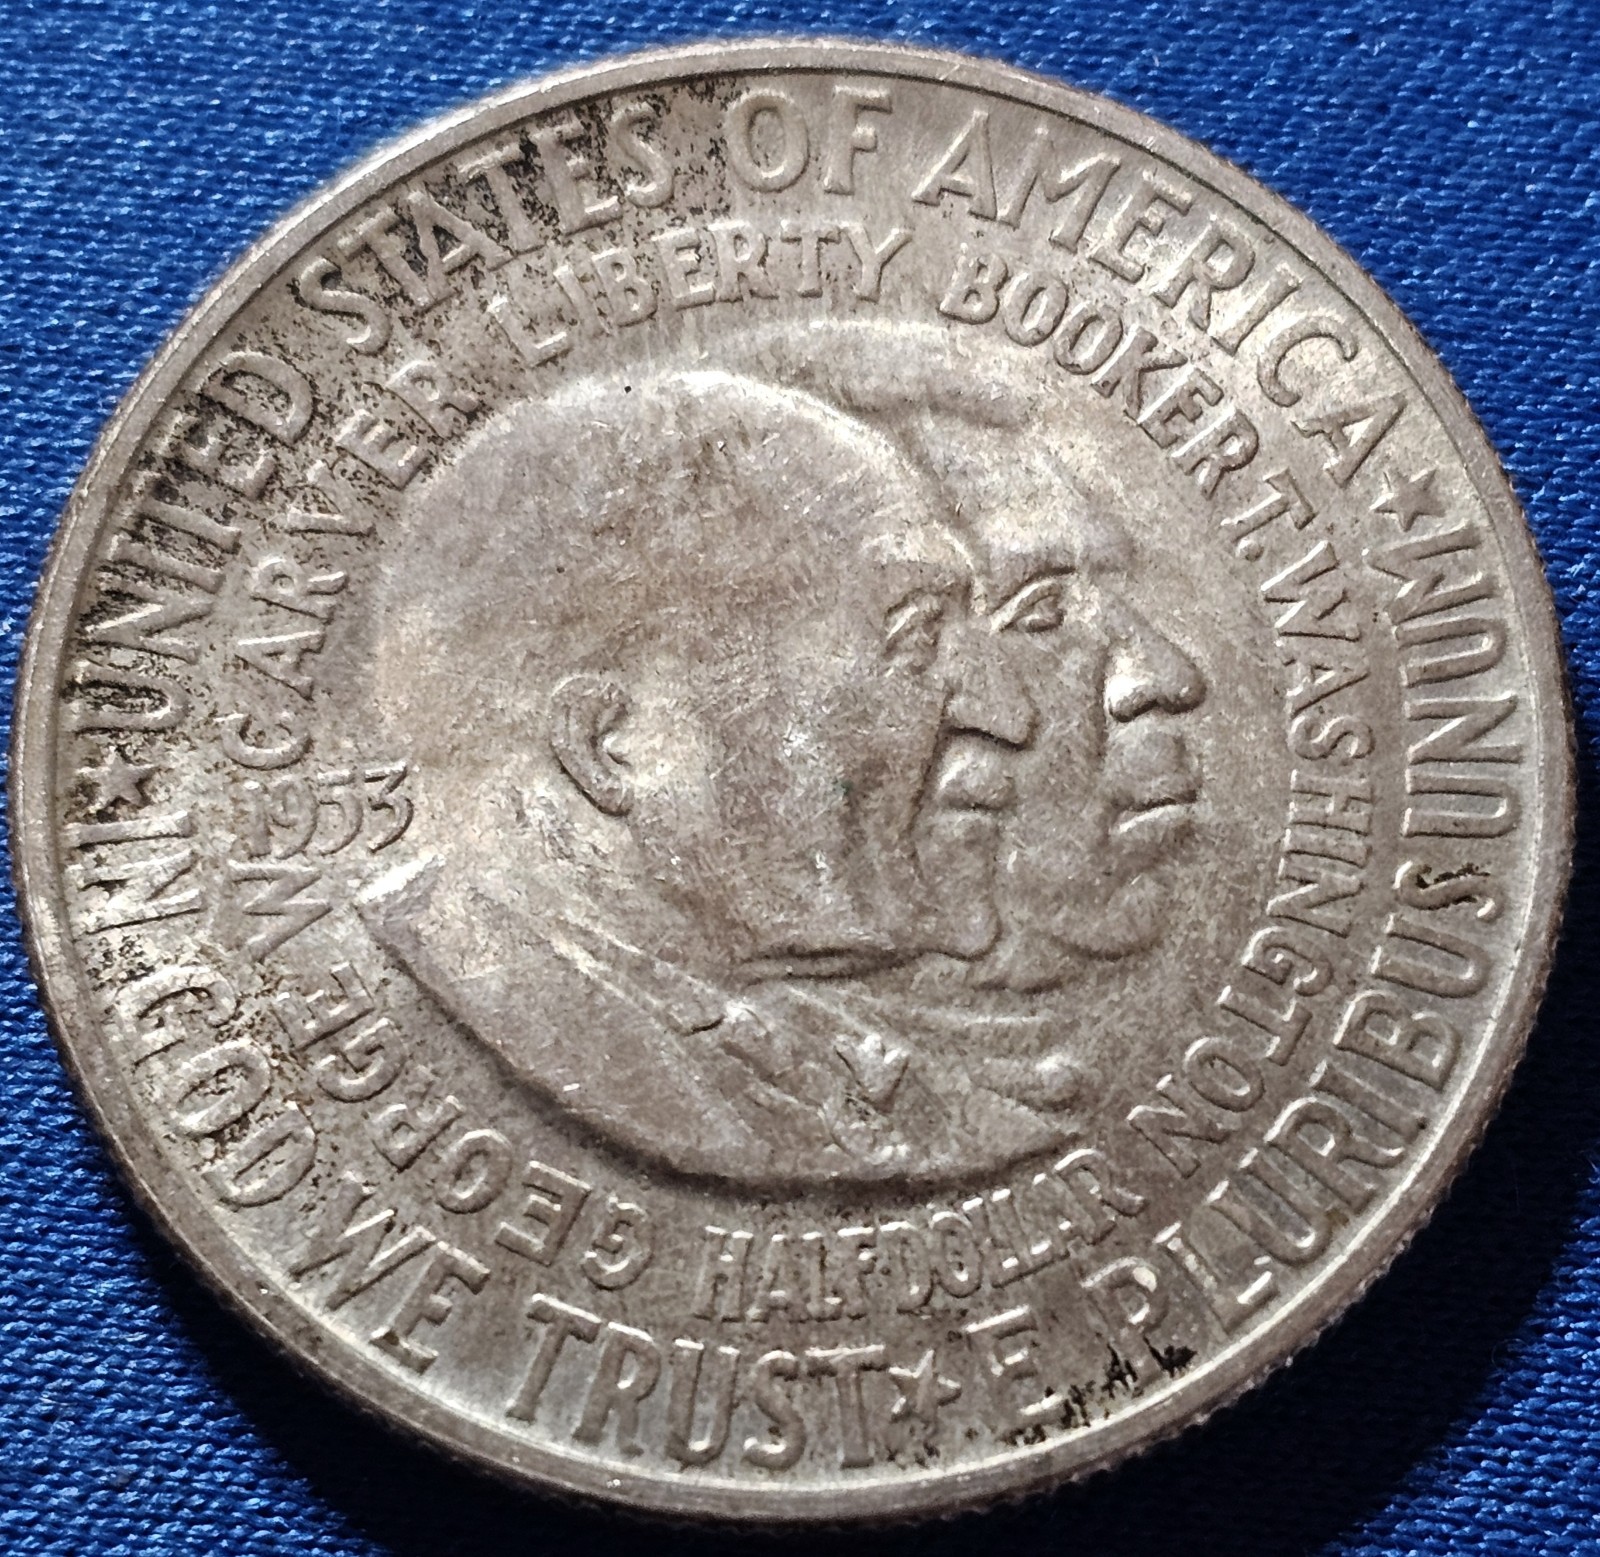 ★ UNITED STATES OF AMERICA ★
IN GOD WE TRUST ★ E PLURIBUS UNUM
LIBERTY
BOOKER T. WASHINGTON
GEORGE W. CARVER
1953
HALF·DOLLAR